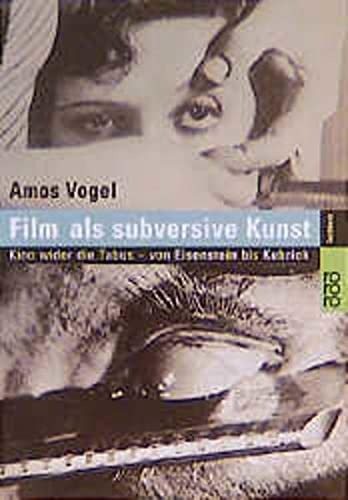 Amos Vogel
Film als subversive Kunst
Kino wider die Tabus – von Eisenstein bis Kubrick
rororo